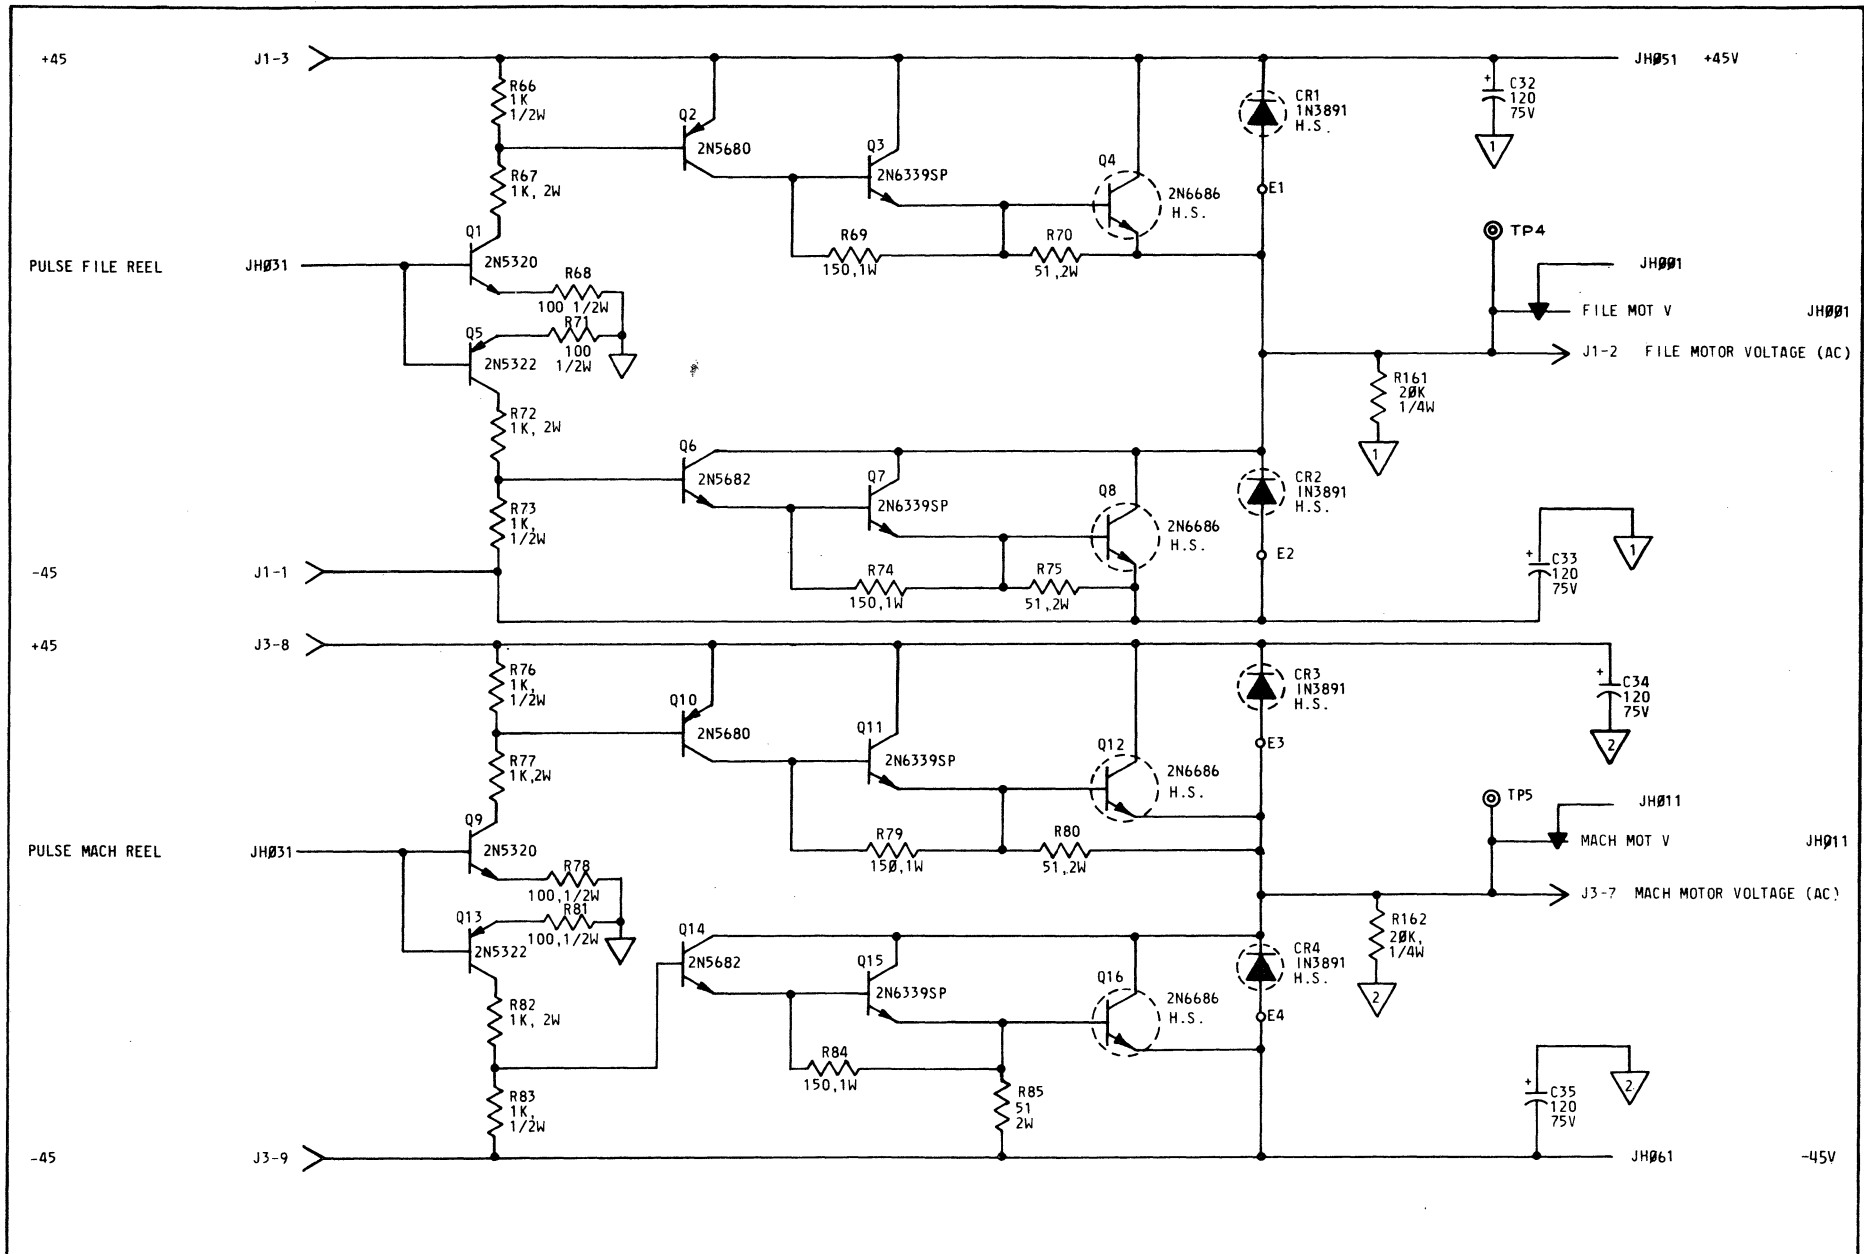 +45 J1-3 JHØ51 +45V
R66
1K
1/2W
Q2
2N5680
R67
1K, 2W
Q3
2N6339SP
Q4
2N6686
H.S.
CR1
1N3891
H.S.
E1
+ C32
120
75V
1
Q1
2N5320
PULSE FILE REEL JHØ31
R68
100 1/2W
R69
150,1W
R70
51,2W
TP4
JHØØ1
FILE MOT V JHØØ1
J1-2 FILE MOTOR VOLTAGE (AC)
R71
100
1/2W
Q5
2N5322
R161
20K
1/4W
1
R72
1K, 2W
Q6
2N5682
Q7
2N6339SP
Q8
2N6686
H.S.
CR2
1N3891
H.S.
E2
R73
1K,
1/2W
R74
150,1W
R75
51,2W
+ C33
120
75V
1
-45 J1-1
+45 J3-8
R76
1K,
1/2W
Q10
2N5680
R77
1K,2W
Q11
2N6339SP
Q12
2N6686
H.S.
CR3
1N3891
H.S.
E3
+ C34
120
75V
2
Q9
2N5320
PULSE MACH REEL JHØ31
R78
100,1/2W
R79
150,1W
R80
51,2W
TP5
JHØ11
MACH MOT V JHØ11
J3-7 MACH MOTOR VOLTAGE (AC)
R81
100,1/2W
Q13
2N5322
R162
20K,
1/4W
2
R82
1K, 2W
Q14
2N5682
Q15
2N6339SP
Q16
2N6686
H.S.
CR4
1N3891
H.S.
E4
R83
1K,
1/2W
R84
150,1W
R85
51
2W
+ C35
120
75V
2
-45 J3-9 JHØ61 -45V